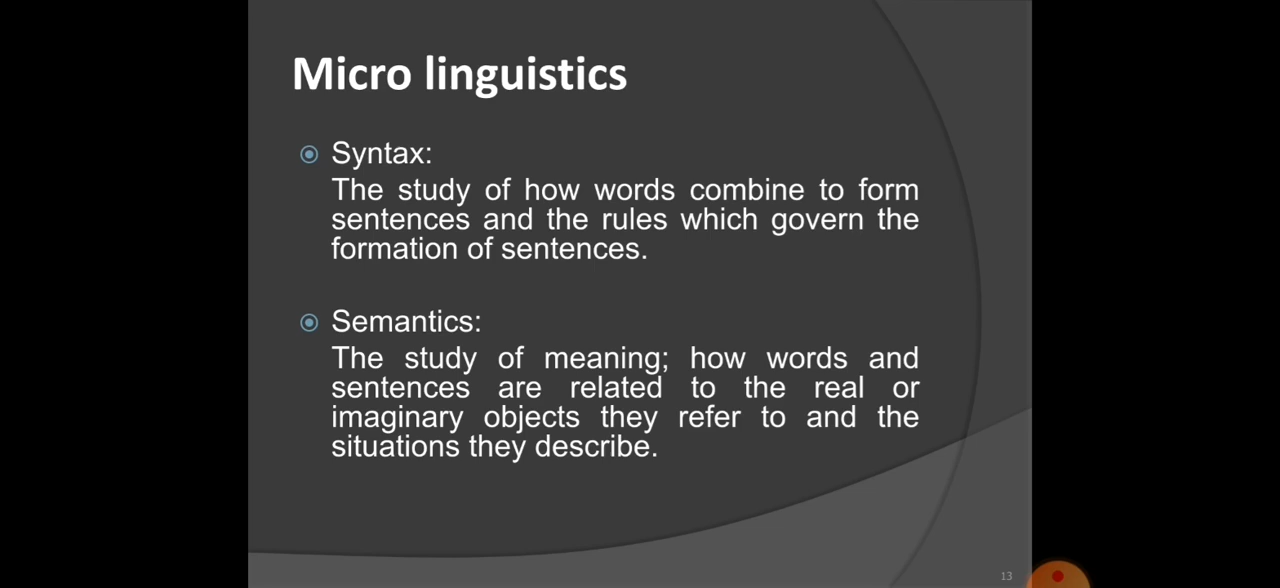 Micro linguistics
Syntax:
The study of how words combine to form
sentences and the rules which govern the
formation of sentences.
Semantics:
The study of meaning; how words and
sentences are related to the real or
imaginary objects they refer to and the
situations they describe.
13